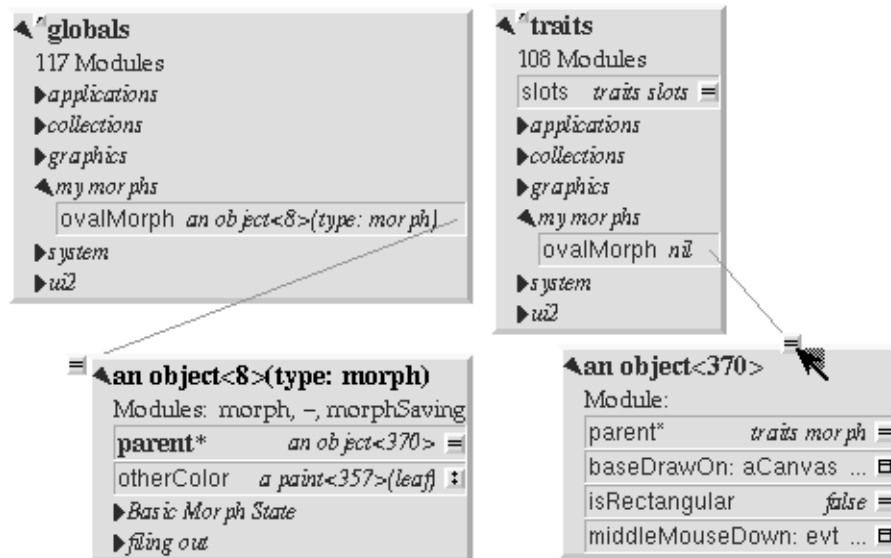 globals
117 Modules
applications
collections
graphics
my morphs
ovalMorph an object<8>(type: morph)
system
ui2
traits
108 Modules
slots traits slots =
applications
collections
graphics
my morphs
ovalMorph nil
system
ui2
=
an object<8>(type: morph)
Modules: morph, –, morphSaving
parent* an object<370> =
otherColor a paint<357>(leaf)
Basic Morph State
filing out
=
an object<370>
Module:
parent* traits morph =
baseDrawOn: aCanvas ...
isRectangular false =
middleMouseDown: evt ...